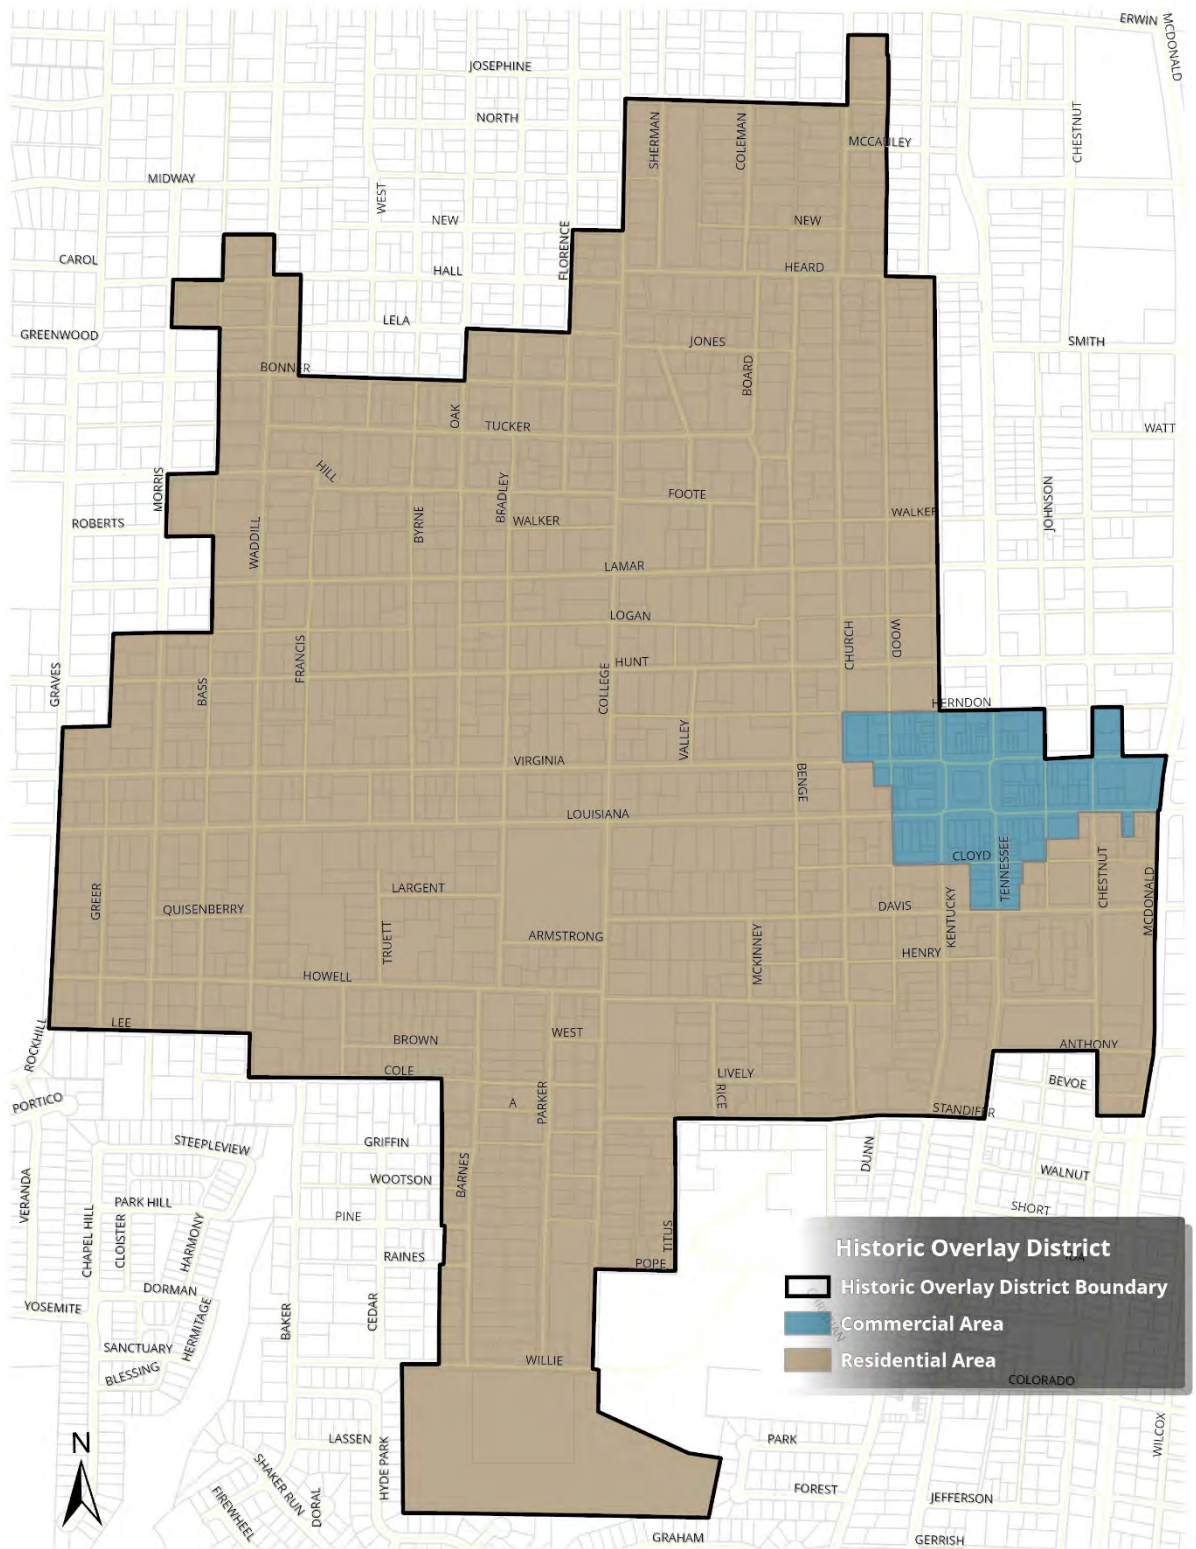 ERWIN
MCDONALD
JOSEPHINE
NORTH
SHERMAN
COLEMAN
CHESTNUT
MCCAULEY
MIDWAY
WEST
NEW
NEW
FLORENCE
CAROL
HALL
HEARD
LELA
GREENWOOD
JONES
SMITH
BONNER
BOARD
OAK
TUCKER
WATT
HILL
MORRIS
BRADLEY
FOOTE
JOHNSON
ROBERTS
WADDILL
BYRNE
WALKER
WALKER
LAMAR
LOGAN
FRANCIS
CHURCH
WOOD
GRAVES
BASS
COLLEGE
HUNT
HERNDON
VALLEY
VIRGINIA
BENGE
LOUISIANA
CLOYD
TENNESSEE
CHESTNUT
GREER
LARGENT
MCDONALD
QUISENBERRY
DAVIS
KENTUCKY
TRUETT
ARMSTRONG
MCKINNEY
HENRY
HOWELL
LEE
WEST
ROCKHILL
BROWN
ANTHONY
COLE
LIVELY
BEVOE
PORTICO
A
PARKER
RICE
STANDIFER
STEEPLEVIEW
GRIFFIN
DUNN
VERANDA
WOOTSON
BARNES
WALNUT
PARK HILL
SHORT
CHAPEL HILL
CLOISTER
HARMONY
PINE
TITUS
RAINES
POPE
Historic Overlay District
IDA
Historic Overlay District Boundary
DORMAN
YOSEMITE
HERMITAGE
BAKER
CEDAR
CHRISTIAN
Commercial Area
SANCTUARY
BLESSING
WILLIE
Residential Area
COLORADO
N
LASSEN
HYDE PARK
PARK
WILCOX
SHAKER RUN
FIREWHEEL
DORAL
FOREST
JEFFERSON
GRAHAM
GERRISH